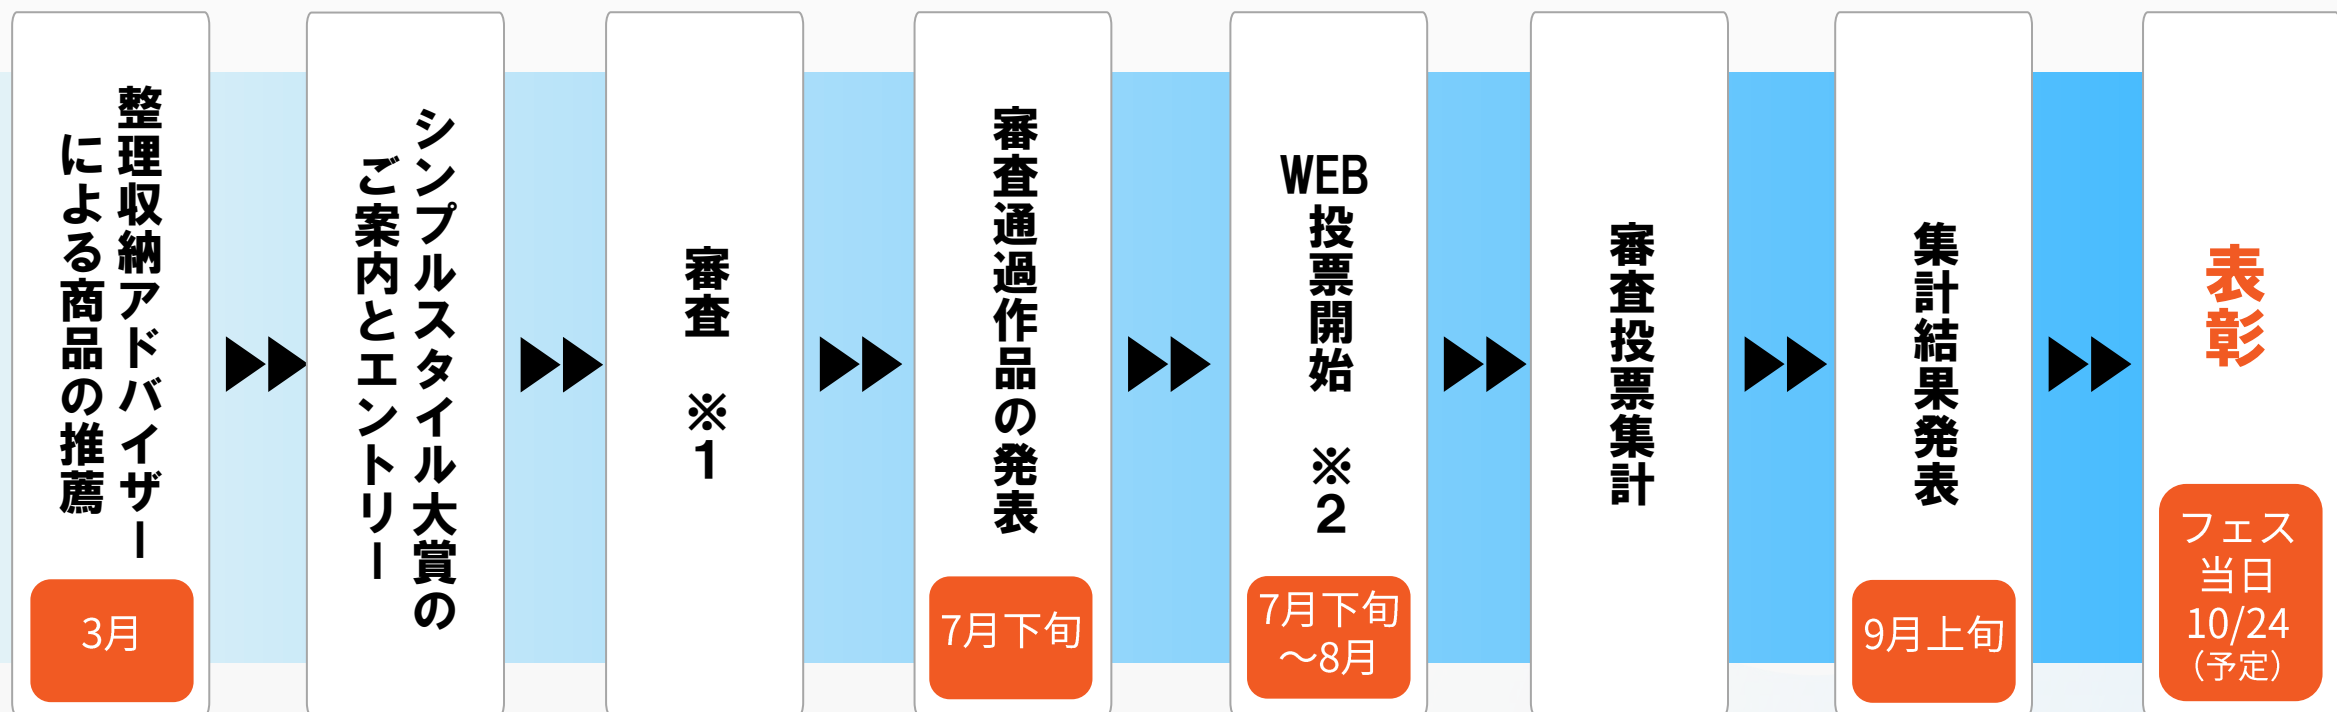 整理収納アドバイザー
による商品の推薦
3月
シンプルスタイル大賞の
ご案内とエントリー
審査 ※1
審査通過作品の発表
7月下旬
WEB投票開始 ※2
7月下旬
～8月
審査投票集計
集計結果発表
9月上旬
表彰
フェス
当日
10/24
（予定）